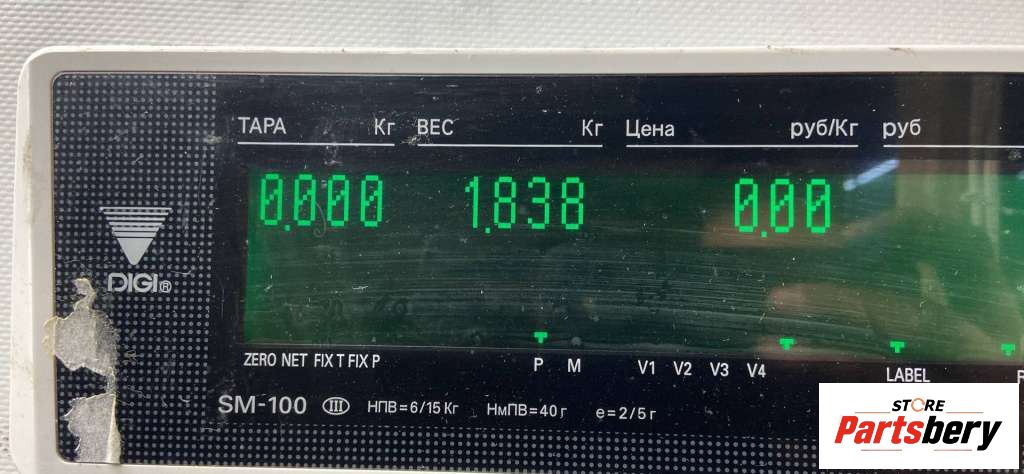 ТАРА Кг ВЕС Кг Цена руб/Кг руб
0.000 1.838 0.00
DIGI®
ZERO NET FIX T FIX P P M V1 V2 V3 V4 LABEL
SM-100 III НПВ=6/15 Кг НмПВ=40 г е=2/5 г
STORE
Partsbery